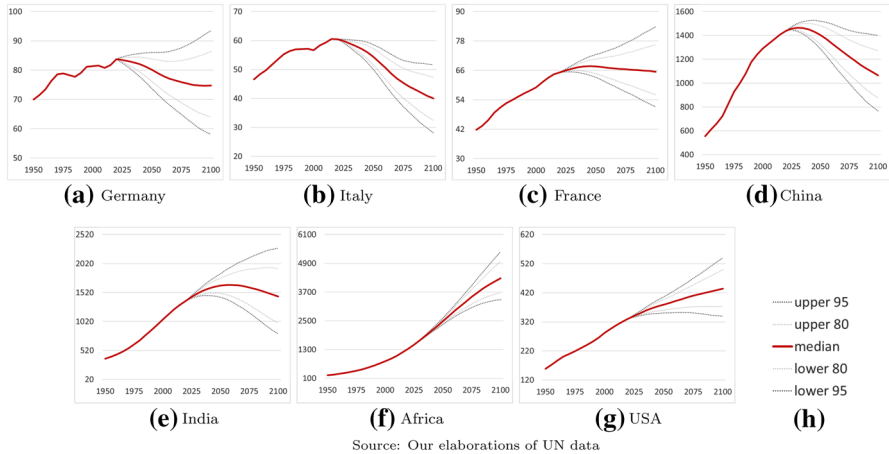 100
90
80
70
60
50
1950 1975 2000 2025 2050 2075 2100
(a) Germany
70
60
50
40
30
20
1950 1975 2000 2025 2050 2075 2100
(b) Italy
90
78
66
54
42
30
1950 1975 2000 2025 2050 2075 2100
(c) France
1600
1400
1200
1000
800
600
400
1950 1975 2000 2025 2050 2075 2100
(d) China
2520
2020
1520
1020
520
20
1950 1975 2000 2025 2050 2075 2100
(e) India
6100
4900
3700
2500
1300
100
1950 1975 2000 2025 2050 2075 2100
(f) Africa
620
520
420
320
220
120
1950 1975 2000 2025 2050 2075 2100
(g) USA
upper 95
upper 80
median
lower 80
lower 95
(h)
Source: Our elaborations of UN data